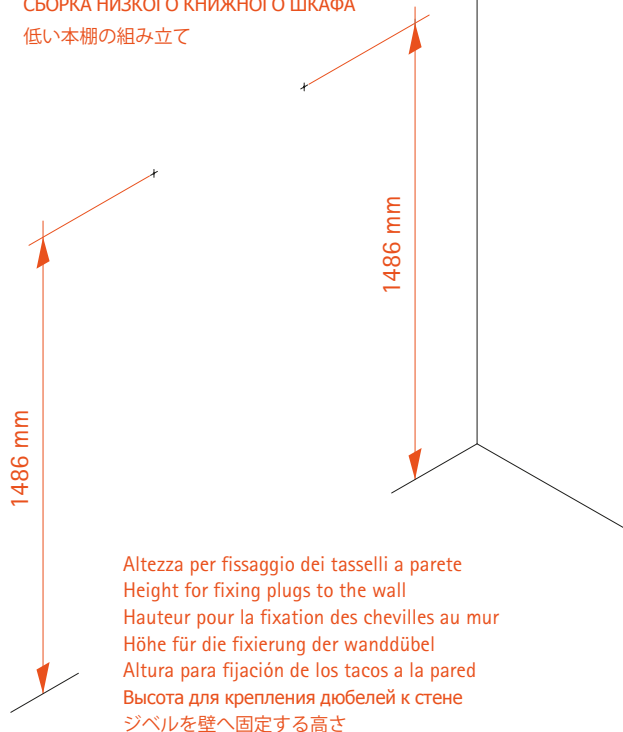 СБОРКА НИЗКОГО КНИЖНОГО ШКАФА
低い本棚の組み立て
1486 mm
1486 mm
Altezza per fissaggio dei tasselli a parete
Height for fixing plugs to the wall
Hauteur pour la fixation des chevilles au mur
Höhe für die fixierung der wanddübel
Altura para fijación de los tacos a la pared
Высота для крепления дюбелей к стене
ジベルを壁へ固定する高さ